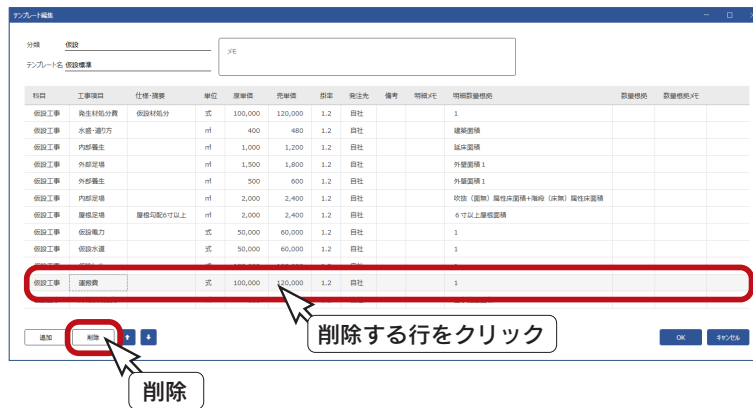 テンプレート編集
分類 仮設
メモ
テンプレート名 仮設標準
科目 工事項目 仕様・摘要 単位 原単価 売単価 掛率 発注先 備考 明細メモ 明細数量根拠 数量根拠 数量根拠メモ
仮設工事 発生材処分費 仮設材処分 式 100,000 120,000 1.2 自社 1
仮設工事 水盛・遣り方 ㎡ 400 480 1.2 自社 建築面積
仮設工事 内部養生 ㎡ 1,000 1,200 1.2 自社 延床面積
仮設工事 外部足場 ㎡ 1,500 1,800 1.2 自社 外壁面積1
仮設工事 外部養生 ㎡ 500 600 1.2 自社 外壁面積1
仮設工事 内部足場 ㎡ 2,000 2,400 1.2 自社 吹抜（面無）属性床面積+階段（床無）属性床面積
仮設工事 屋根足場 屋根勾配6寸以上 ㎡ 2,000 2,400 1.2 自社 6寸以上屋根面積
仮設工事 仮設電力 式 50,000 60,000 1.2 自社 1
仮設工事 仮設水道 式 50,000 60,000 1.2 自社 1
仮設工事 運搬費 式 100,000 120,000 1.2 自社 1
削除する行をクリック
追加 削除 OK キャンセル
削除